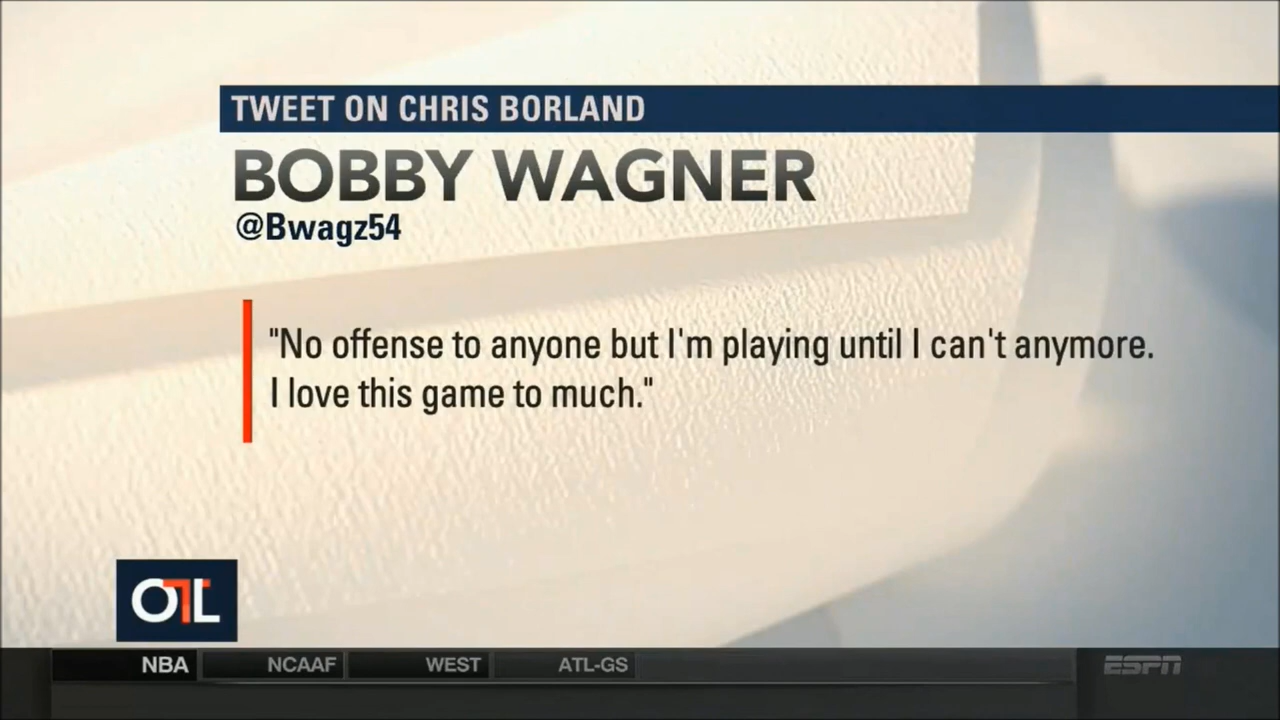 TWEET ON CHRIS BORLAND
BOBBY WAGNER
@Bwagz54
"No offense to anyone but I'm playing until I can't anymore.
I love this game to much."
OTL
NBA NCAAF WEST ATL-GS ESPN